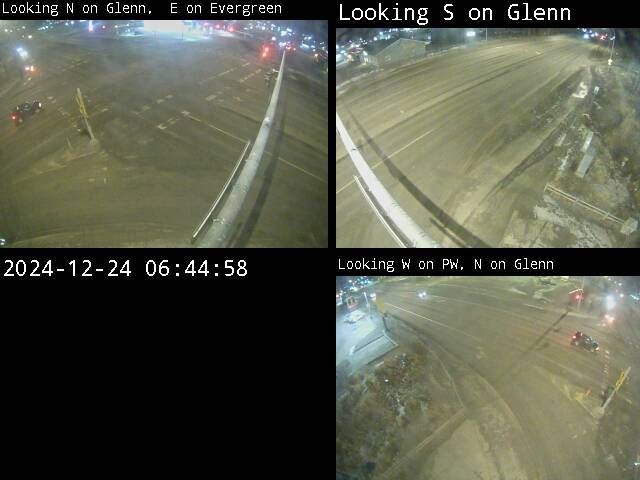 Looking N on Glenn, E on Evergreen
Looking S on Glenn
2024-12-24 06:44:58
Looking W on PW, N on Glenn